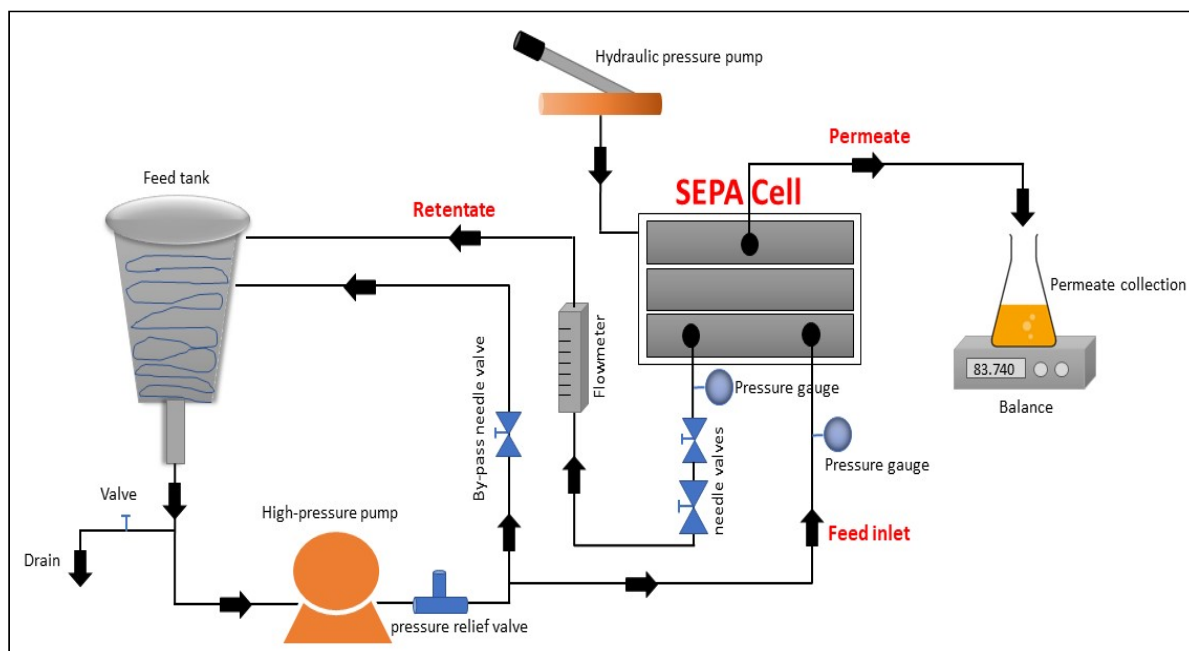 Hydraulic pressure pump
Permeate
Feed tank
SEPA Cell
Retentate
Permeate collection
Flowmeter
Pressure gauge
83.740
Balance
By-pass needle valve
needle valves
Pressure gauge
Valve
High-pressure pump
Feed inlet
Drain
pressure relief valve